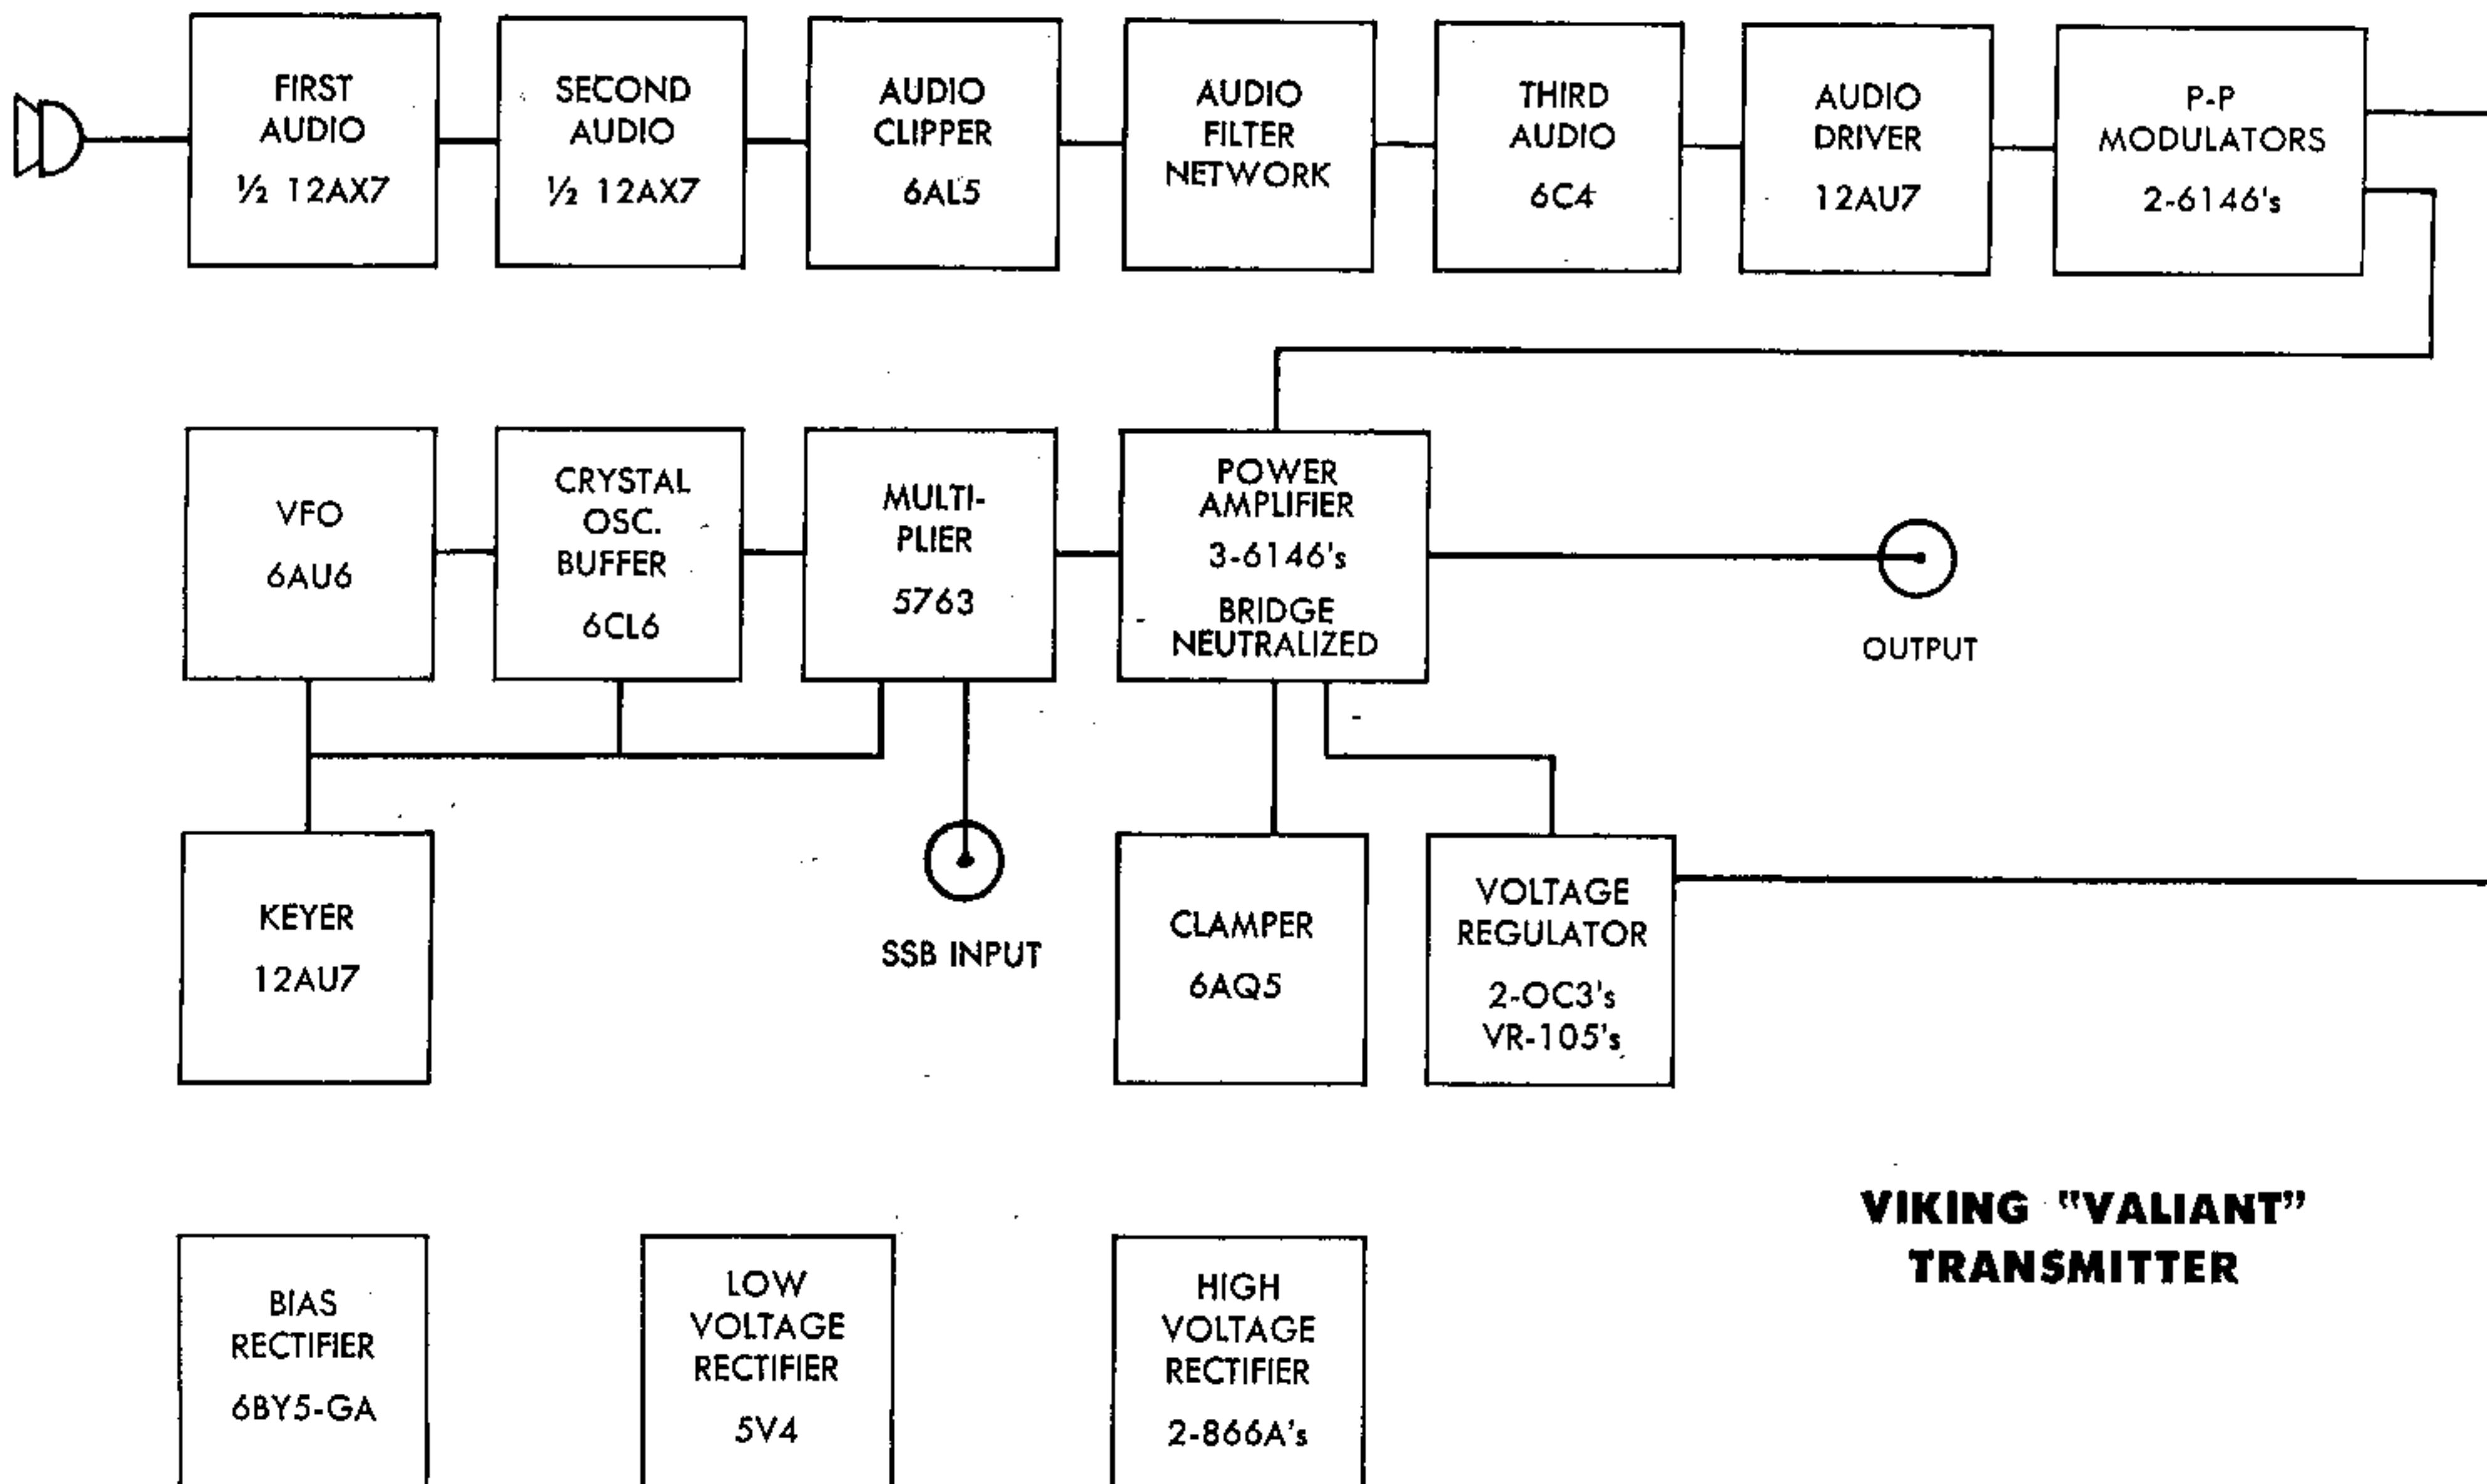 FIRST
AUDIO
½ 12AX7
SECOND
AUDIO
½ 12AX7
AUDIO
CLIPPER
6AL5
AUDIO
FILTER
NETWORK
THIRD
AUDIO
6C4
AUDIO
DRIVER
12AU7
P-P
MODULATORS
2-6146's
VFO
6AU6
CRYSTAL
OSC.
BUFFER
6CL6
MULTI-
PLIER
5763
POWER
AMPLIFIER
3-6146's
BRIDGE
NEUTRALIZED
OUTPUT
KEYER
12AU7
SSB INPUT
CLAMPER
6AQ5
VOLTAGE
REGULATOR
2-OC3's
VR-105's
BIAS
RECTIFIER
6BY5-GA
LOW
VOLTAGE
RECTIFIER
5V4
HIGH
VOLTAGE
RECTIFIER
2-866A's
VIKING "VALIANT"
TRANSMITTER